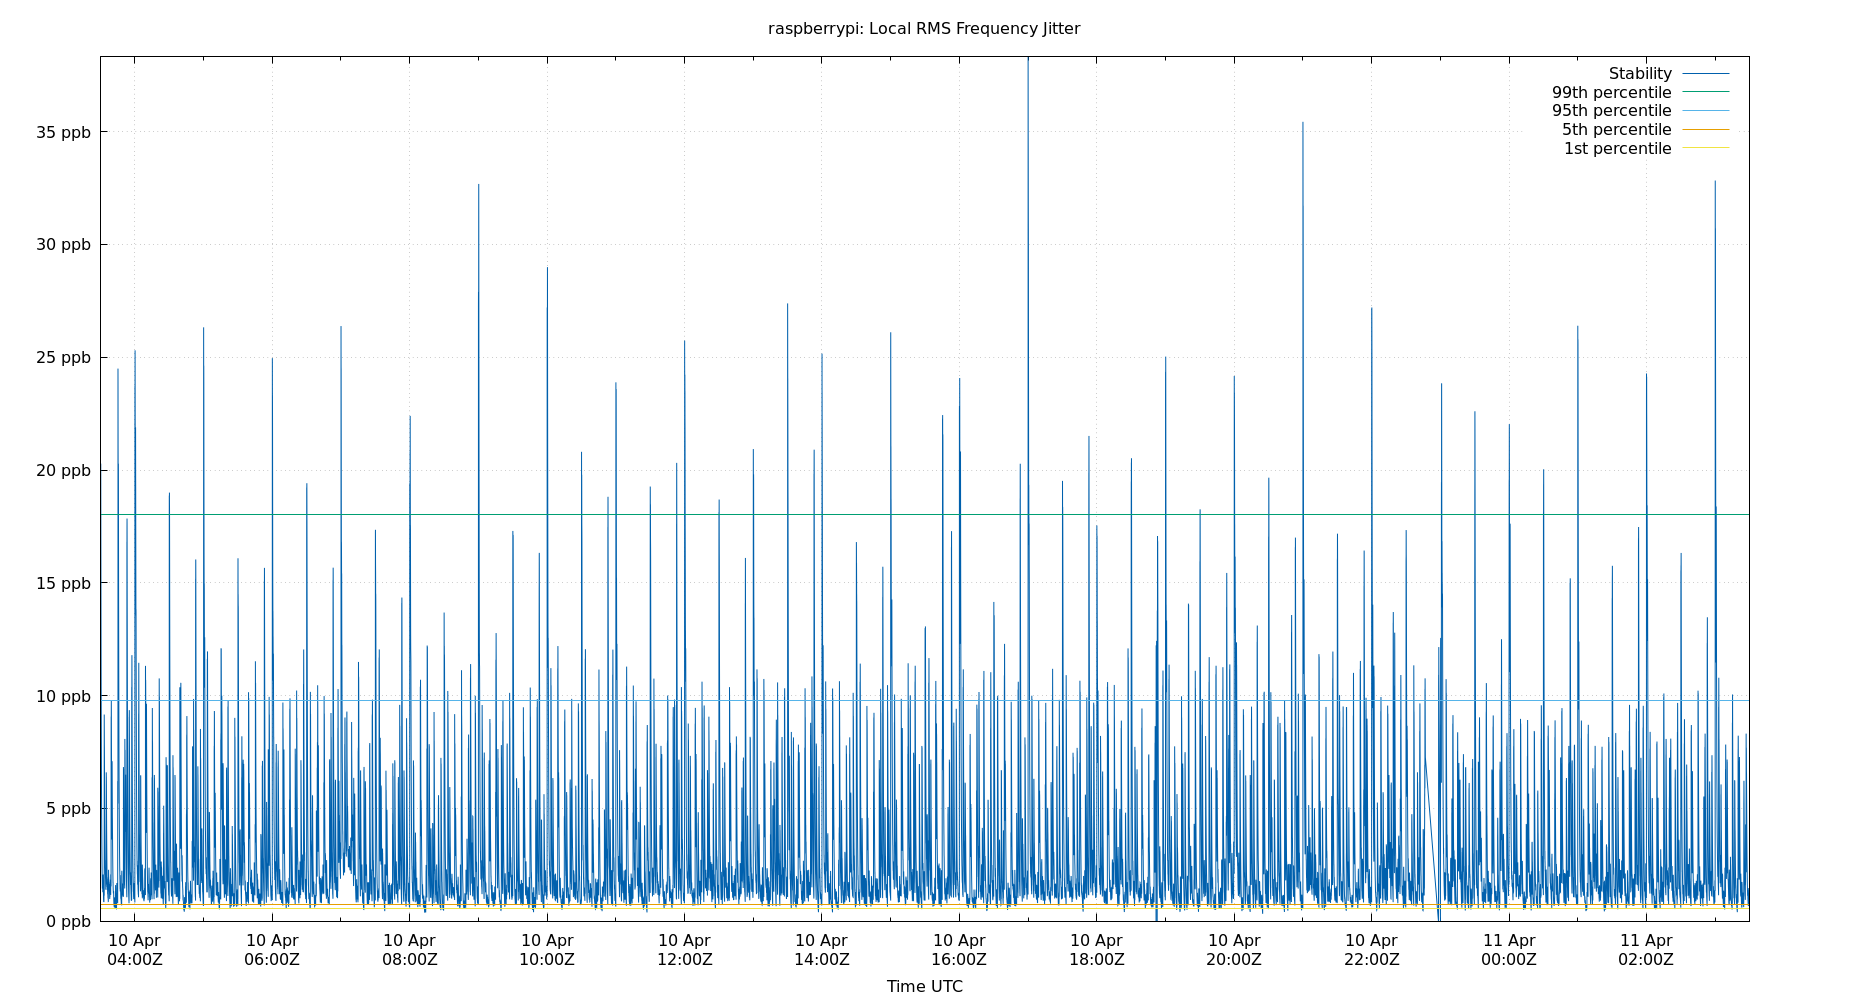 raspberrypi: Local RMS Frequency Jitter
Stability
99th percentile
95th percentile
5th percentile
1st percentile
35 ppb
30 ppb
25 ppb
20 ppb
15 ppb
10 ppb
5 ppb
0 ppb
10 Apr 10 Apr 10 Apr 10 Apr 10 Apr 10 Apr 10 Apr 10 Apr 10 Apr 10 Apr 11 Apr 11 Apr
04:00Z 06:00Z 08:00Z 10:00Z 12:00Z 14:00Z 16:00Z 18:00Z 20:00Z 22:00Z 00:00Z 02:00Z
Time UTC